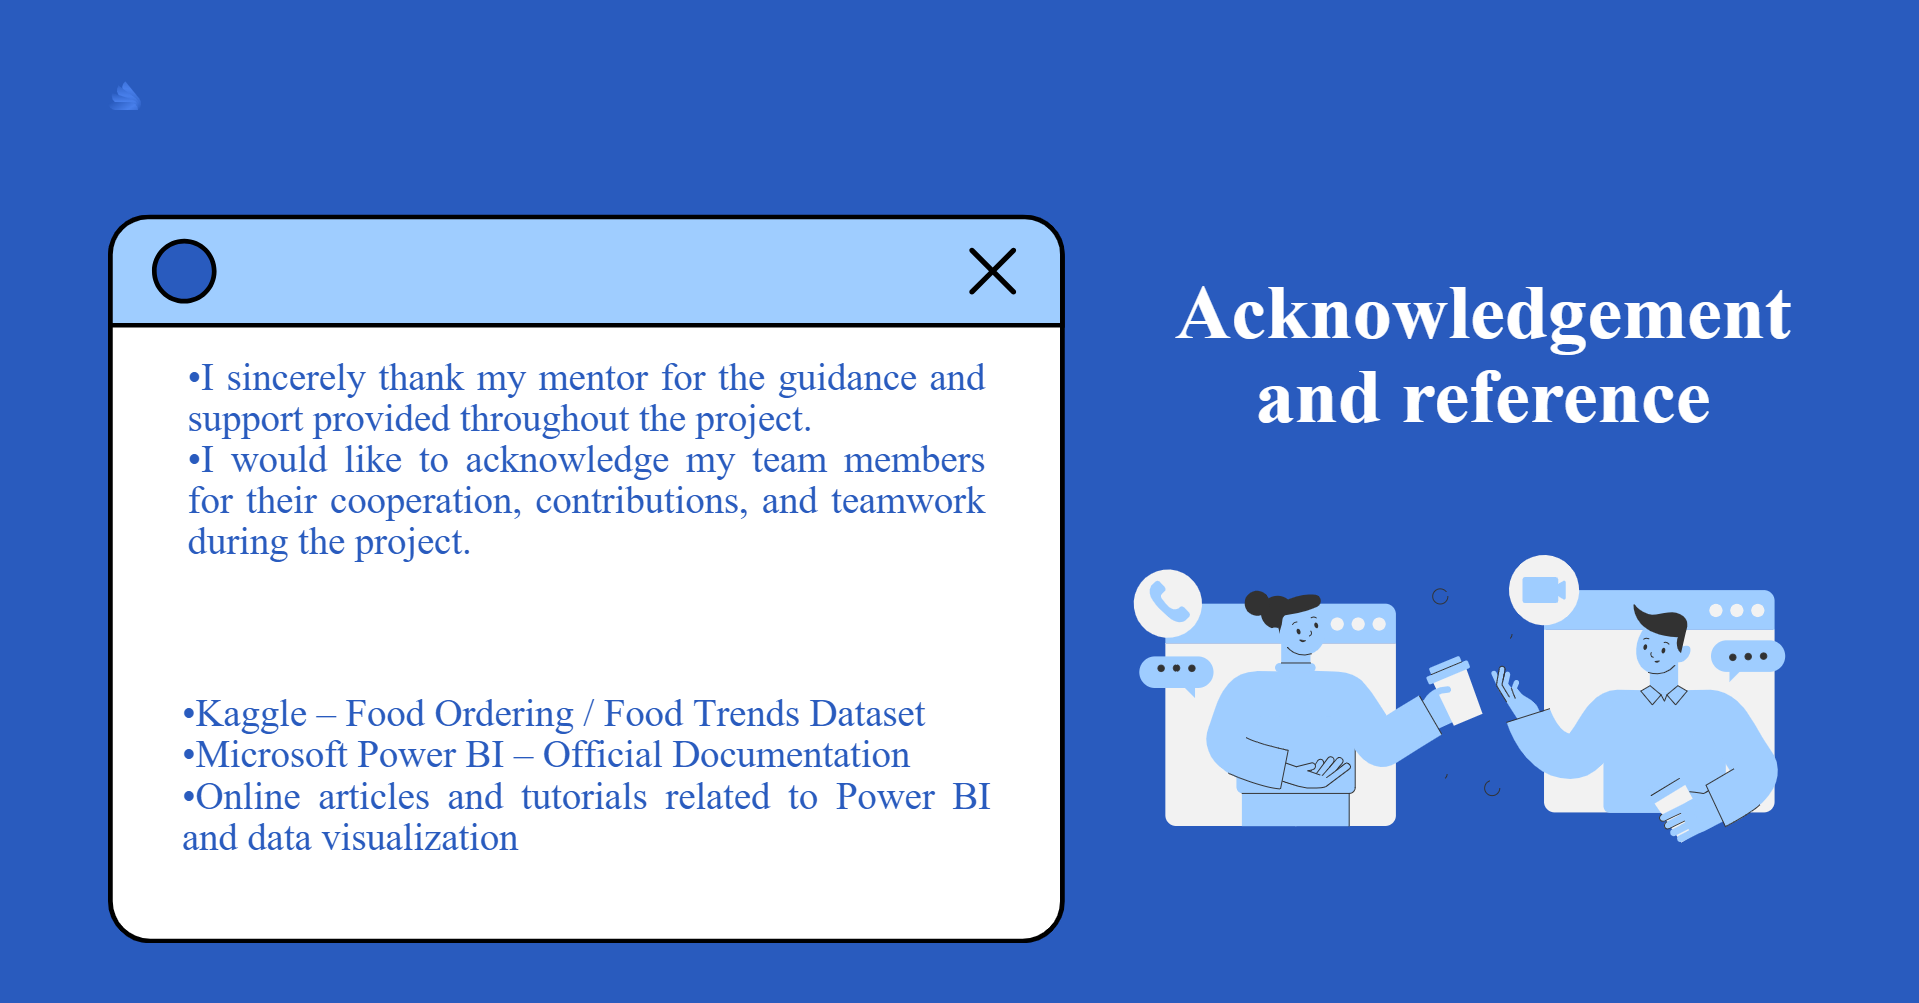 Acknowledgement
and reference
•I sincerely thank my mentor for the guidance and
support provided throughout the project.
•I would like to acknowledge my team members
for their cooperation, contributions, and teamwork
during the project.
•Kaggle – Food Ordering / Food Trends Dataset
•Microsoft Power BI – Official Documentation
•Online articles and tutorials related to Power BI
and data visualization